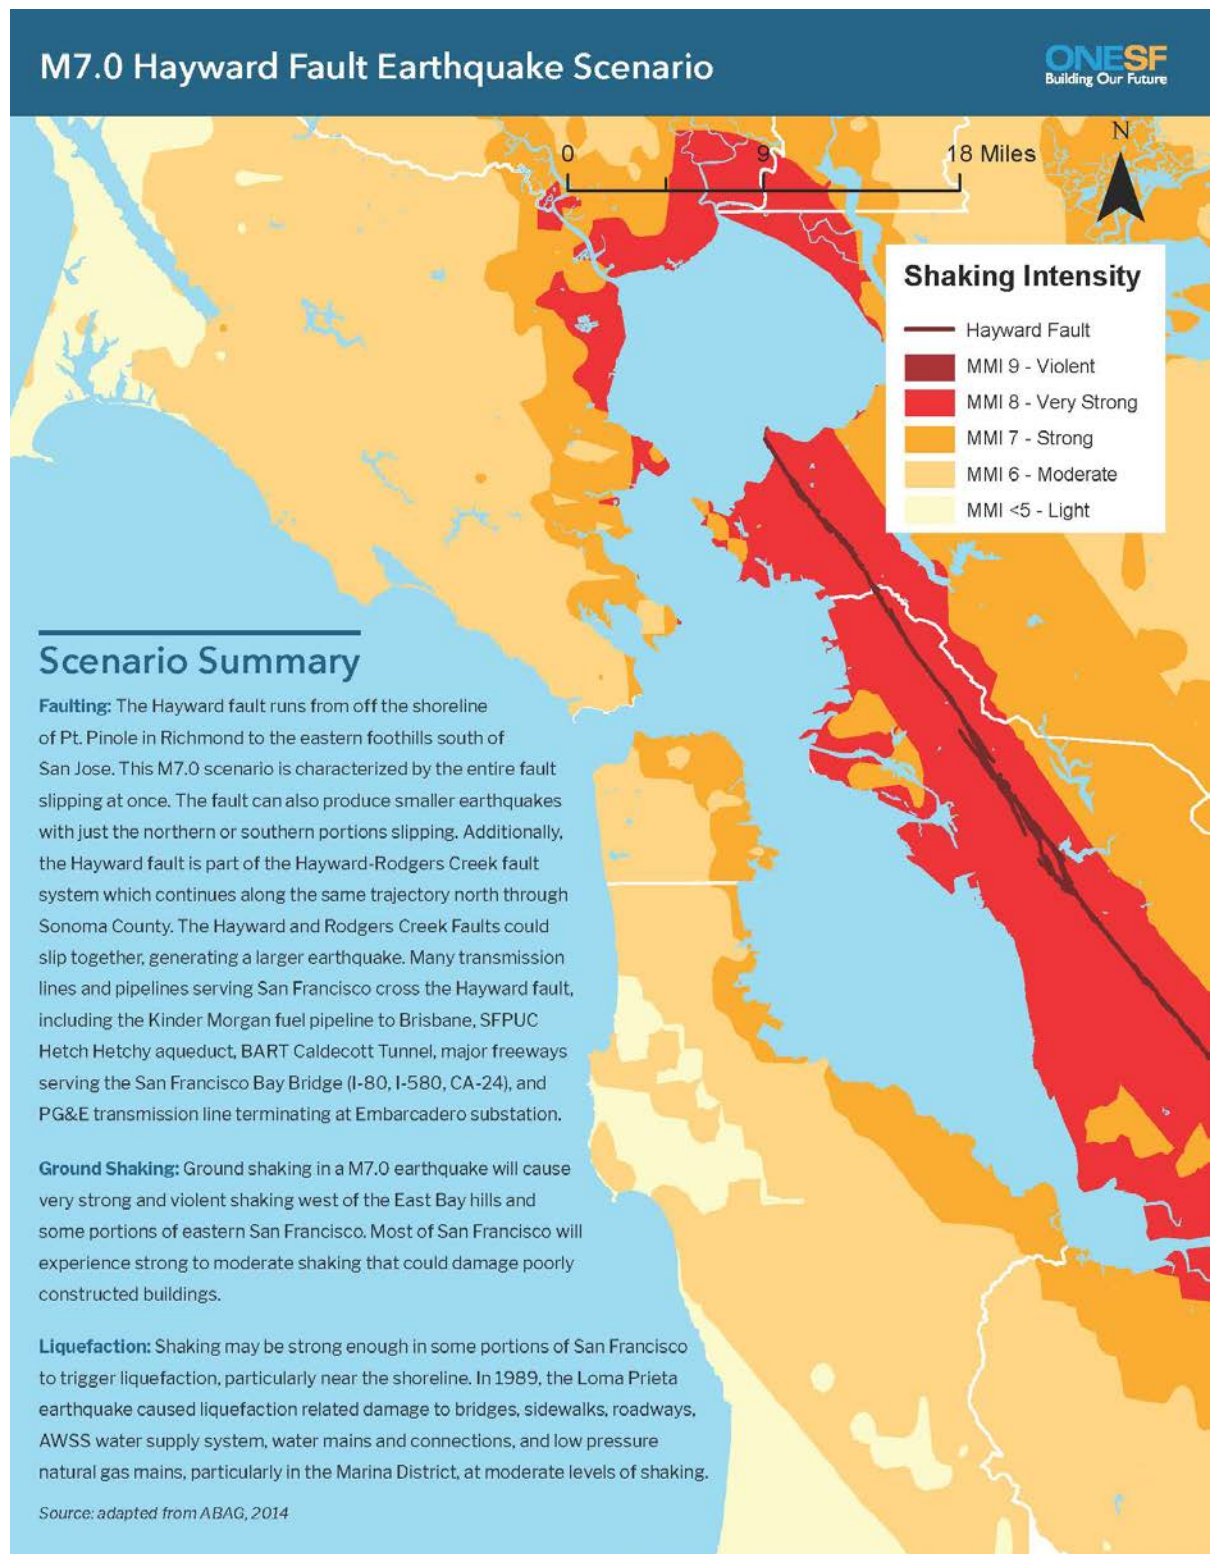 M7.0 Hayward Fault Earthquake Scenario
ONESF
Building Our Future
0
9
18 Miles
N
Shaking Intensity
Hayward Fault
MMI 9 - Violent
MMI 8 - Very Strong
MMI 7 - Strong
MMI 6 - Moderate
MMI <5 - Light
Scenario Summary
Faulting: The Hayward fault runs from off the shoreline
of Pt. Pinole in Richmond to the eastern foothills south of
San Jose. This M7.0 scenario is characterized by the entire fault
slipping at once. The fault can also produce smaller earthquakes
with just the northern or southern portions slipping. Additionally,
the Hayward fault is part of the Hayward-Rodgers Creek fault
system which continues along the same trajectory north through
Sonoma County. The Hayward and Rodgers Creek Faults could
slip together, generating a larger earthquake. Many transmission
lines and pipelines serving San Francisco cross the Hayward fault,
including the Kinder Morgan fuel pipeline to Brisbane, SFPUC
Hetch Hetchy aqueduct, BART Caldecott Tunnel, major freeways
serving the San Francisco Bay Bridge (I-80, I-580, CA-24), and
PG&E transmission line terminating at Embarcadero substation.
Ground Shaking: Ground shaking in a M7.0 earthquake will cause
very strong and violent shaking west of the East Bay hills and
some portions of eastern San Francisco. Most of San Francisco will
experience strong to moderate shaking that could damage poorly
constructed buildings.
Liquefaction: Shaking may be strong enough in some portions of San Francisco
to trigger liquefaction, particularly near the shoreline. In 1989, the Loma Prieta
earthquake caused liquefaction related damage to bridges, sidewalks, roadways,
AWSS water supply system, water mains and connections, and low pressure
natural gas mains, particularly in the Marina District, at moderate levels of shaking.
Source: adapted from ABAG, 2014